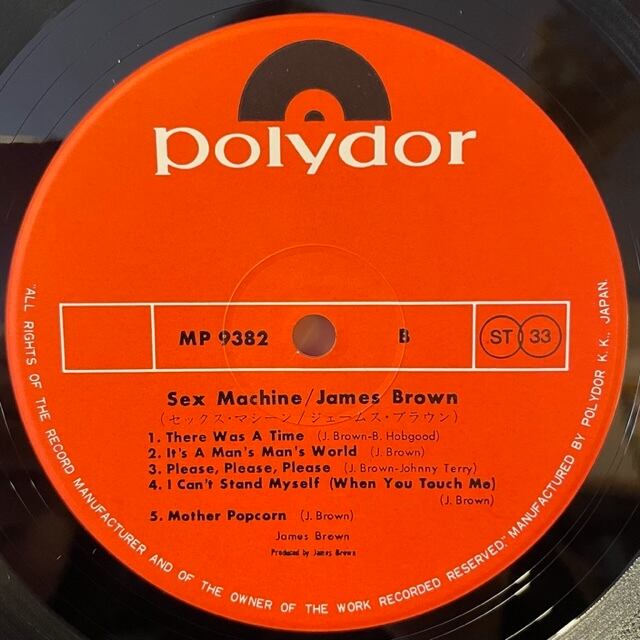 polydor
MP 9382 B ST 33
Sex Machine/James Brown
(セックス・マシーン/ジェームス・ブラウン)
1. There Was A Time (J. Brown-B. Hobgood)
2. It's A Man's Man's World (J. Brown)
3. Please, Please, Please (J. Brown-Johnny Terry)
4. I Can't Stand Myself (When You Touch Me)
(J. Brown)
5. Mother Popcorn (J. Brown)
James Brown
Produced by James Brown
"ALL RIGHTS OF THE RECORD MANUFACTURER AND OF THE OWNER OF THE WORK RECORDED RESERVED." MANUFACTURED BY POLYDOR K.K., JAPAN.